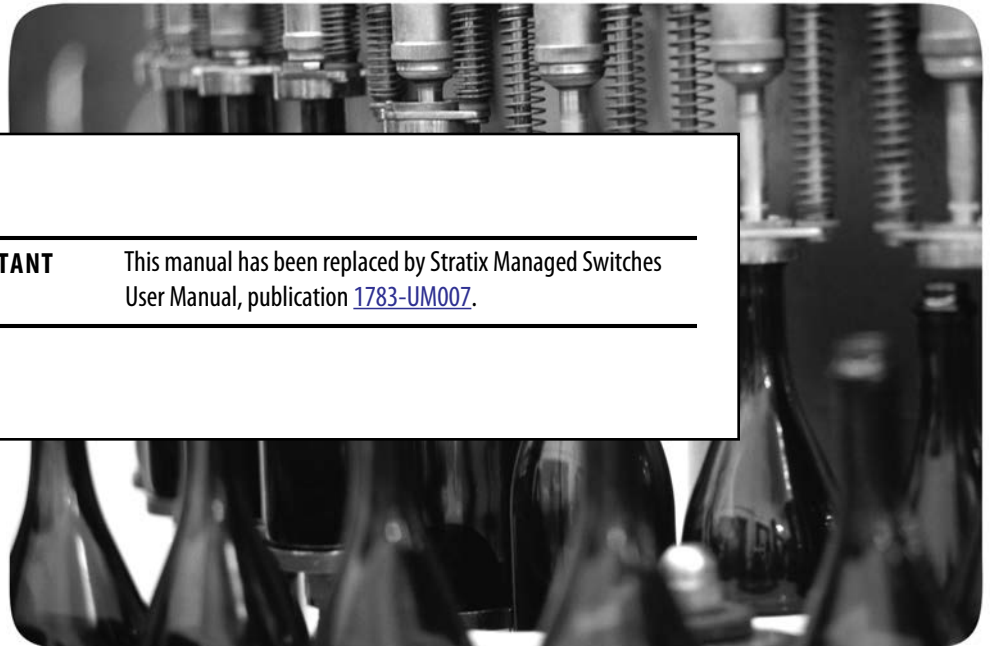 TANT This manual has been replaced by Stratix Managed Switches
User Manual, publication 1783-UM007.